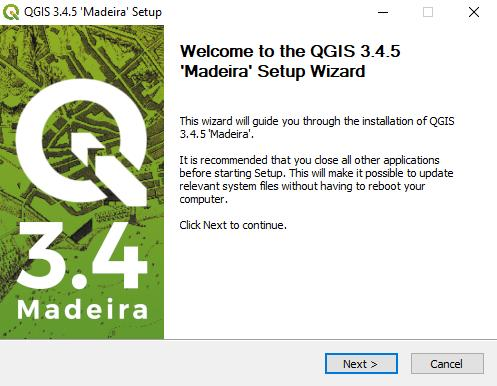 QGIS 3.4.5 'Madeira' Setup
Welcome to the QGIS 3.4.5
'Madeira' Setup Wizard
This wizard will guide you through the installation of QGIS
3.4.5 'Madeira'.
It is recommended that you close all other applications
before starting Setup. This will make it possible to update
relevant system files without having to reboot your
computer.
Click Next to continue.
3.4
Madeira
Next >
Cancel